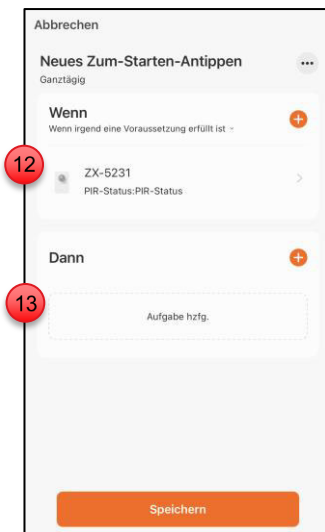 Abbrechen
Neues Zum-Starten-Antippen
Ganztägig
Wenn
Wenn irgend eine Voraussetzung erfüllt ist
12
ZX-5231
PIR-Status:PIR-Status
Dann
13
Aufgabe hzfg.
Speichern